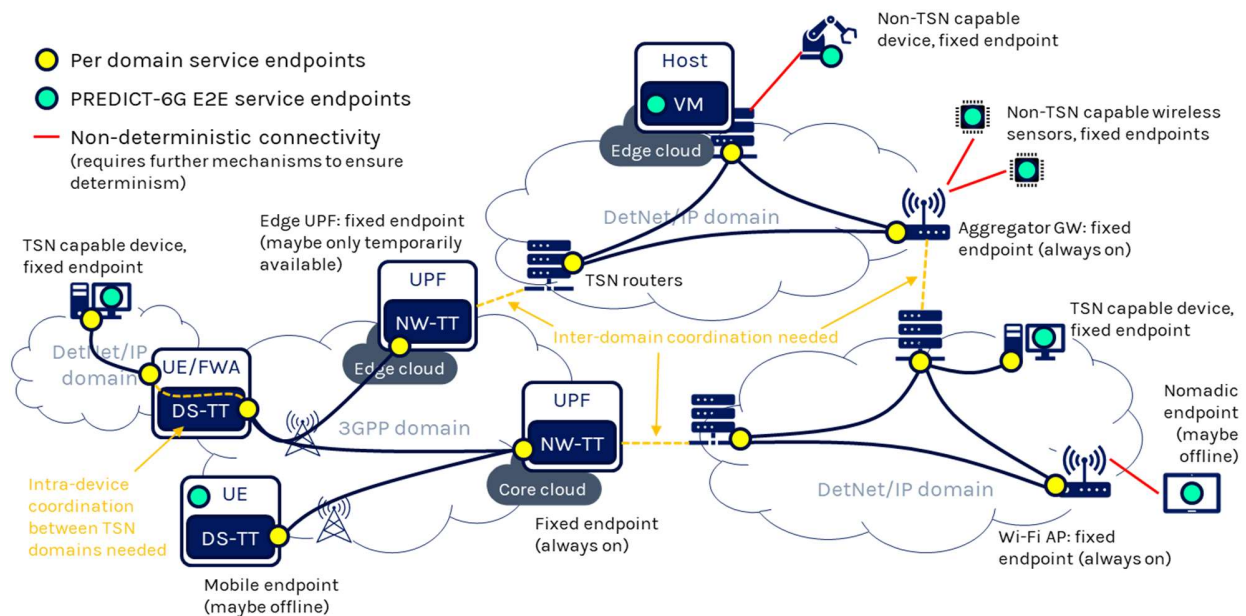 Per domain service endpoints
PREDICT-6G E2E service endpoints
Non-deterministic connectivity
(requires further mechanisms to ensure
determinism)
Non-TSN capable
device, fixed endpoint
Host
VM
Edge cloud
Non-TSN capable wireless
sensors, fixed endpoints
DetNet/IP domain
Aggregator GW: fixed
endpoint (always on)
Edge UPF: fixed endpoint
(maybe only temporarily
available)
TSN capable device,
fixed endpoint
UPF
NW-TT
Edge cloud
TSN routers
Inter-domain coordination needed
TSN capable device,
fixed endpoint
DetNet/IP
domain
UE/FWA
DS-TT
3GPP domain
UPF
NW-TT
Core cloud
Nomadic
endpoint
(maybe
offline)
Intra-device
coordination
between TSN
domains needed
UE
DS-TT
Mobile endpoint
(maybe offline)
Fixed endpoint
(always on)
DetNet/IP domain
Wi-Fi AP: fixed
endpoint (always on)